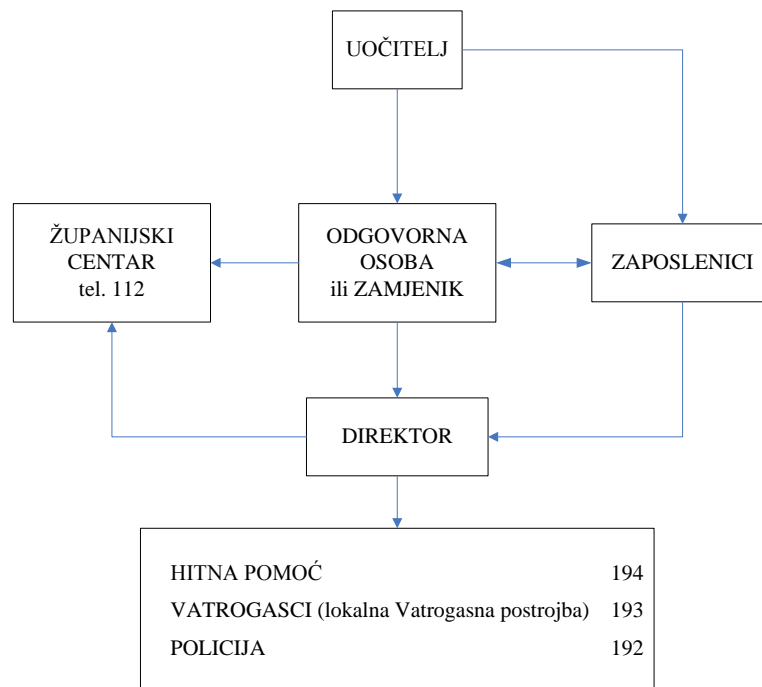 UOČITELJ
ŽUPANIJSKI
CENTAR
tel. 112
ODGOVORNA
OSOBA
ili ZAMJENIK
ZAPOSLENICI
DIREKTOR
HITNA POMOĆ 194
VATROGASCI (lokalna Vatrogasna postrojba) 193
POLICIJA 192